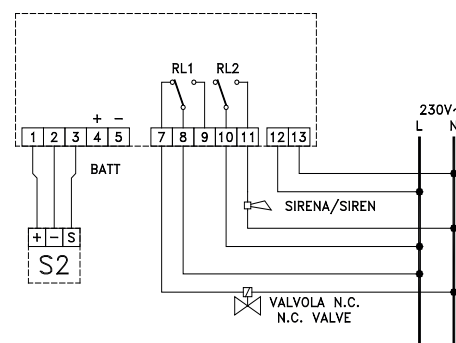 RL1 RL2
230V~
L N
+ −
1 2 3 4 5 7 8 9 10 11 12 13
BATT
SIRENA/SIREN
+ − S
S2
VALVOLA N.C.
N.C. VALVE